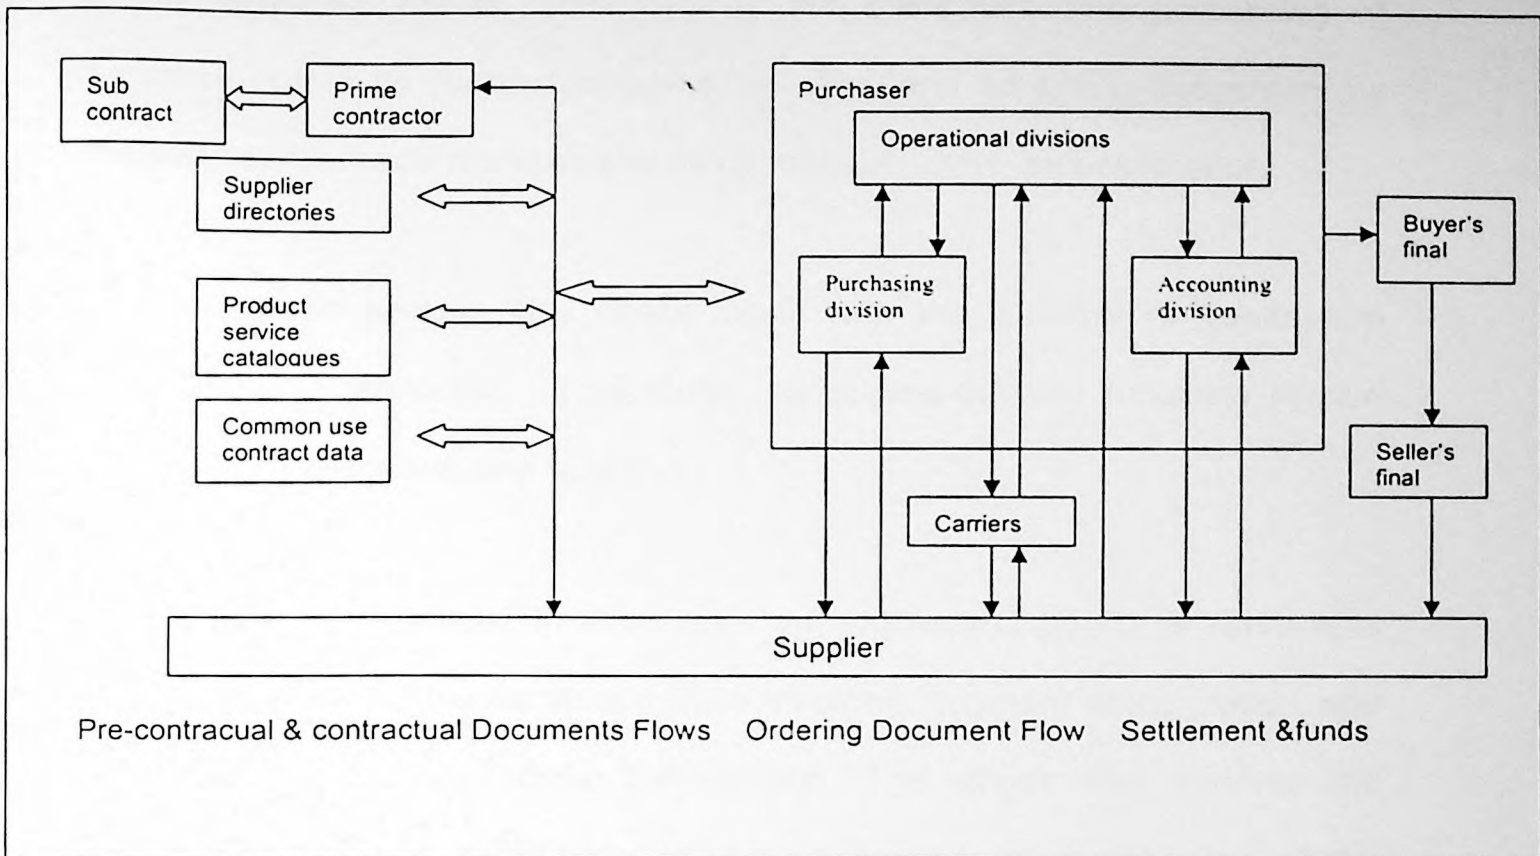 Sub
contract
Prime
contractor
Supplier
directories
Product
service
cataloques
Common use
contract data
Purchaser
Operational divisions
Purchasing
division
Accounting
division
Carriers
Buyer's
final
Seller's
final
Supplier
Pre-contracual & contractual Documents Flows Ordering Document Flow Settlement &funds